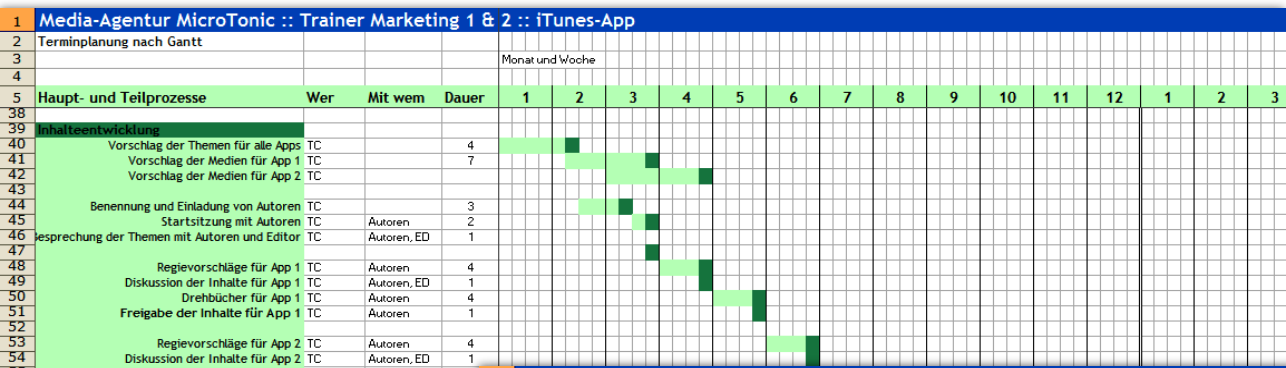 1 Media-Agentur MicroTonic :: Trainer Marketing 1 & 2 :: iTunes-App
2 Terminplanung nach Gantt
3 Monat und Woche
4
5 Haupt- und Teilprozesse Wer Mit wem Dauer 1 2 3 4 5 6 7 8 9 10 11 12 1 2 3
38
39 Inhalteentwicklung
40 Vorschlag der Themen für alle Apps TC 4
41 Vorschlag der Medien für App 1 TC 7
42 Vorschlag der Medien für App 2 TC
43
44 Benennung und Einladung von Autoren TC 3
45 Startsitzung mit Autoren TC Autoren 2
46 Besprechung der Themen mit Autoren und Editor TC Autoren, ED 1
47
48 Regievorschläge für App 1 TC Autoren 4
49 Diskussion der Inhalte für App 1 TC Autoren, ED 1
50 Drehbücher für App 1 TC Autoren 4
51 Freigabe der Inhalte für App 1 TC Autoren 1
52
53 Regievorschläge für App 2 TC Autoren 4
54 Diskussion der Inhalte für App 2 TC Autoren, ED 1